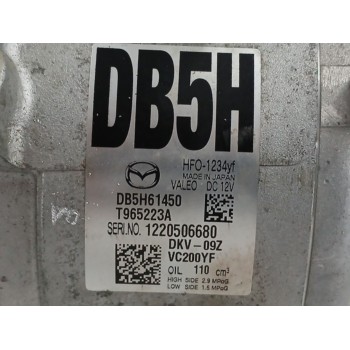 DB5H
HFO-1234yf
MADE IN JAPAN
VALEO DC 12V
DB5H61450
T965223A
SERI.NO. 1220506680
DKV-09Z
VC200YF
OIL 110 cm³
HIGH SIDE 2.9 MPaG
LOW SIDE 1.6 MPaG